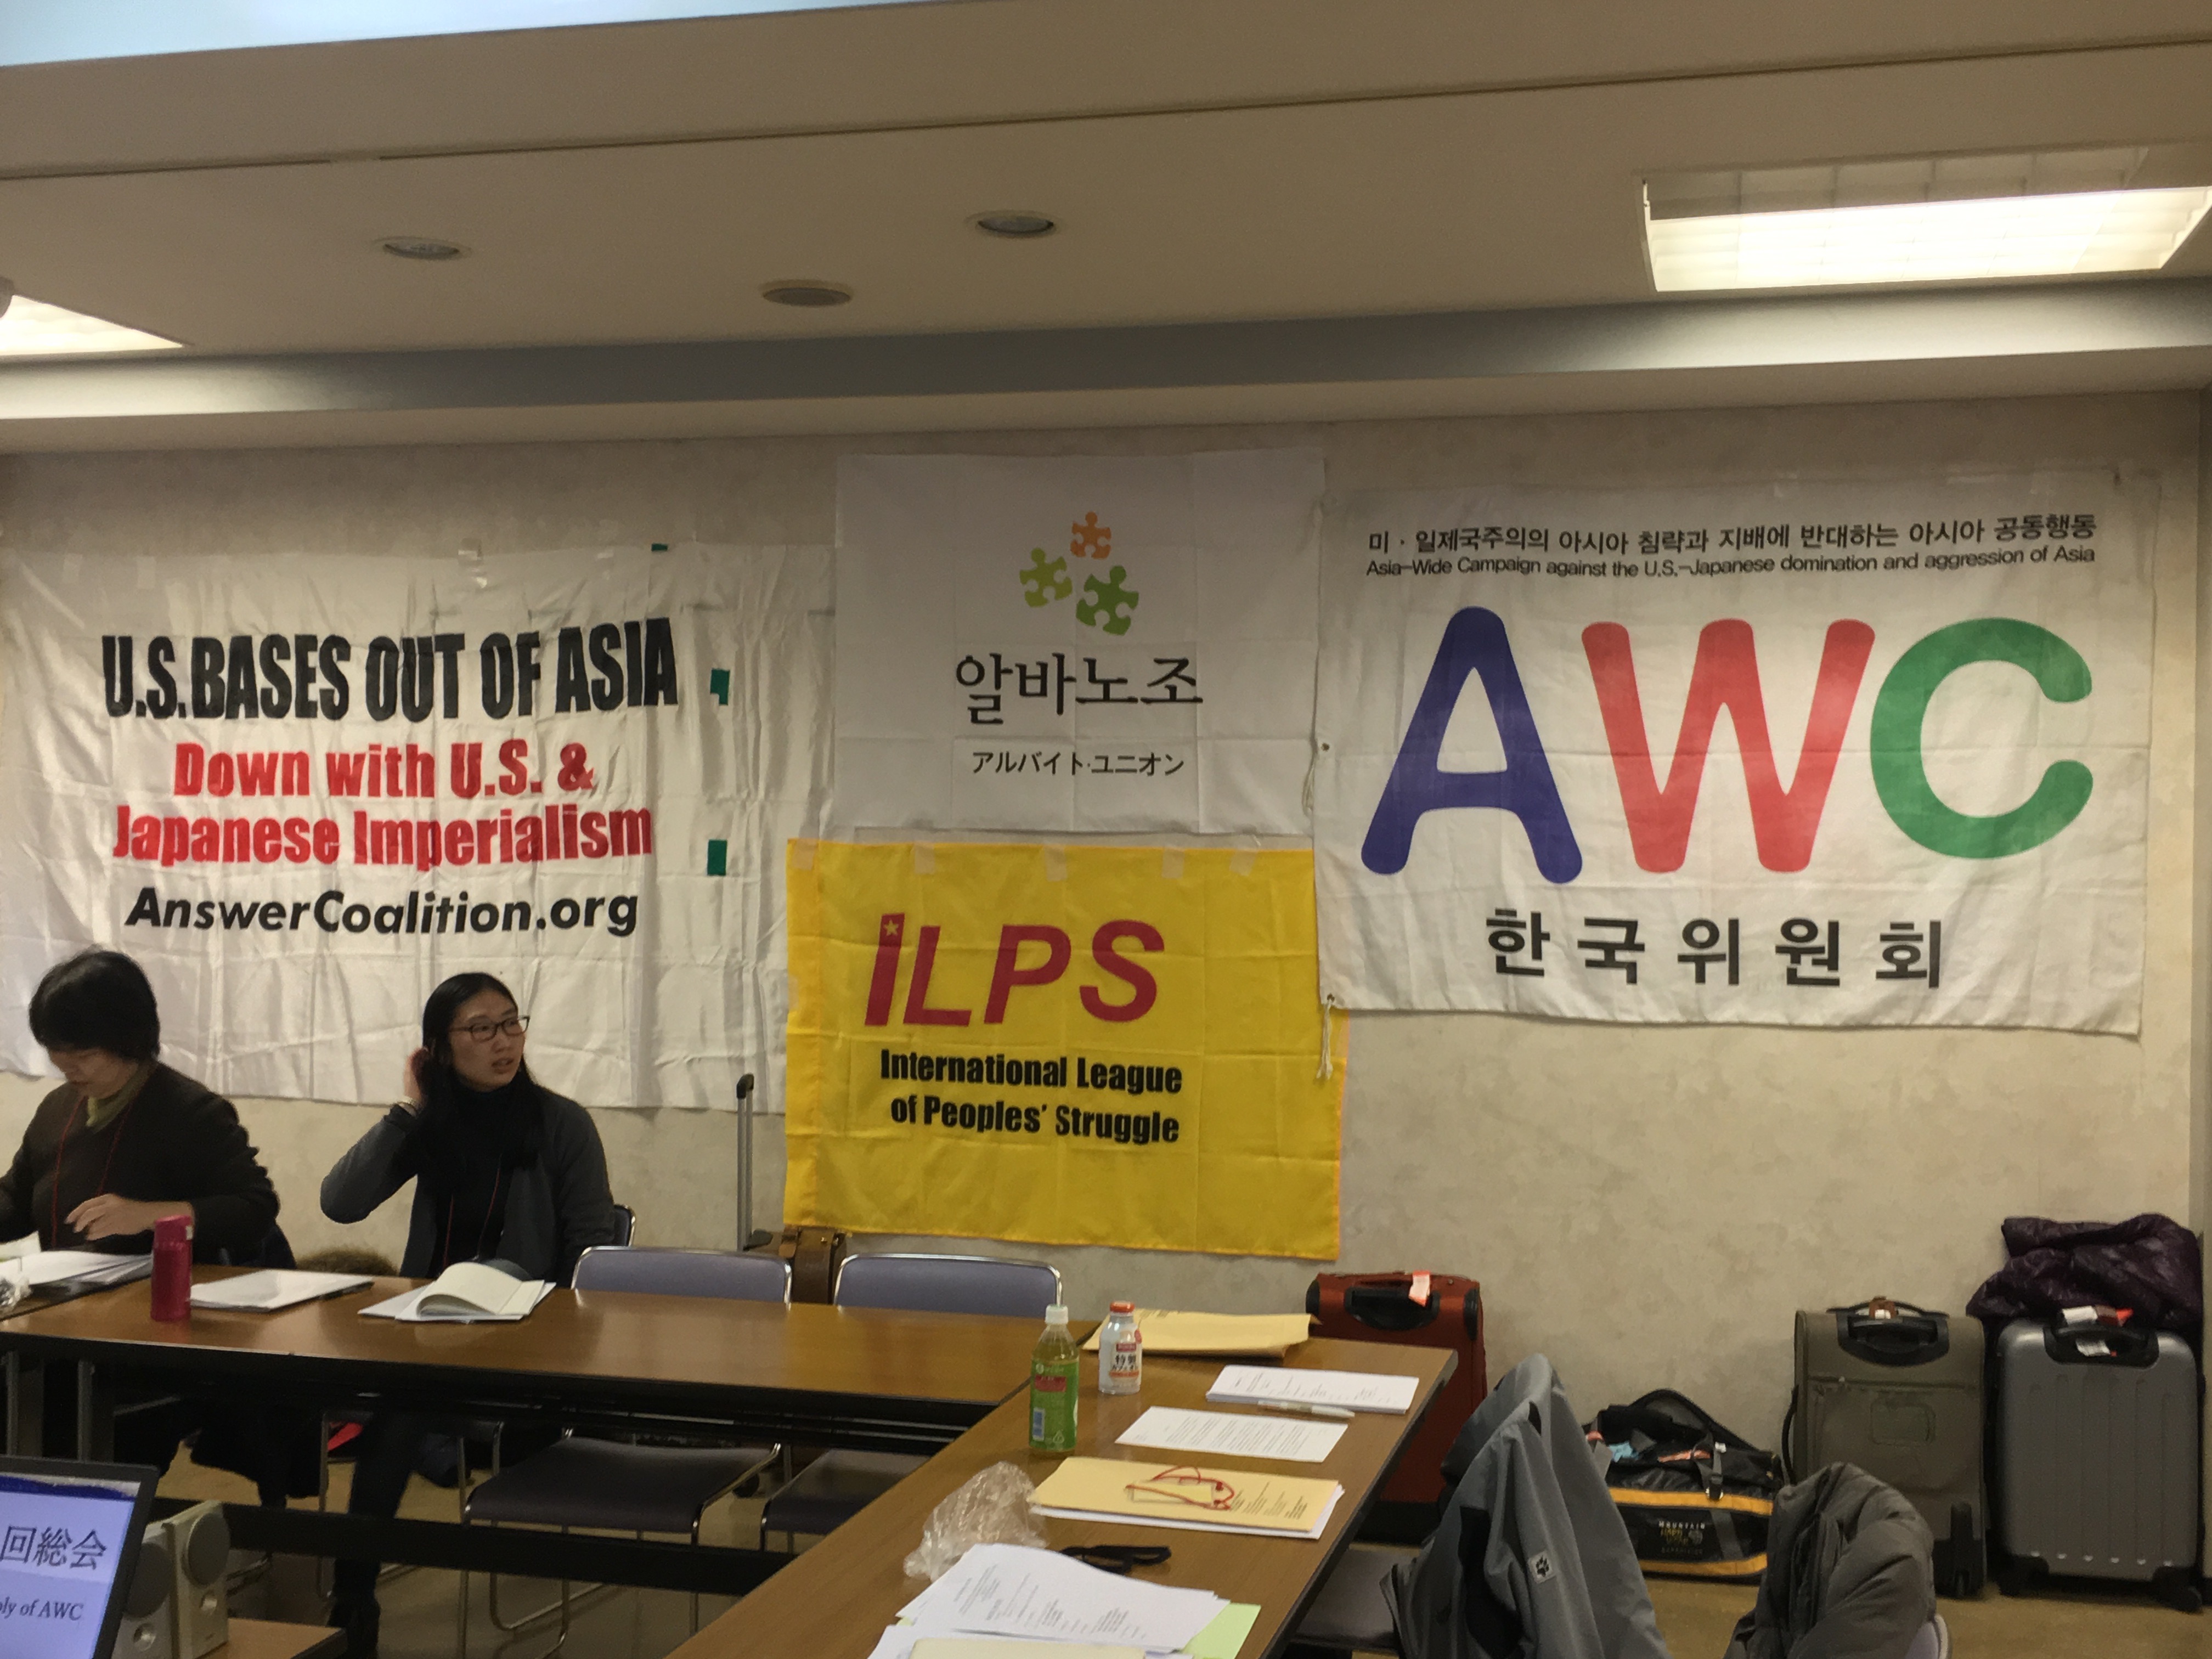 U.S. BASES OUT OF ASIA
Down with U.S. &
Japanese Imperialism
AnswerCoalition.org
알바노조
アルバイト·ユニオン
ILPS
International League
of Peoples' Struggle
미 · 일제국주의의 아시아 침략과 지배에 반대하는 아시아 공동행동
Asia-Wide Campaign against the U.S.-Japanese domination and aggression of Asia
AWC
한국위원회
回総会
of AWC
MOUNTAIN